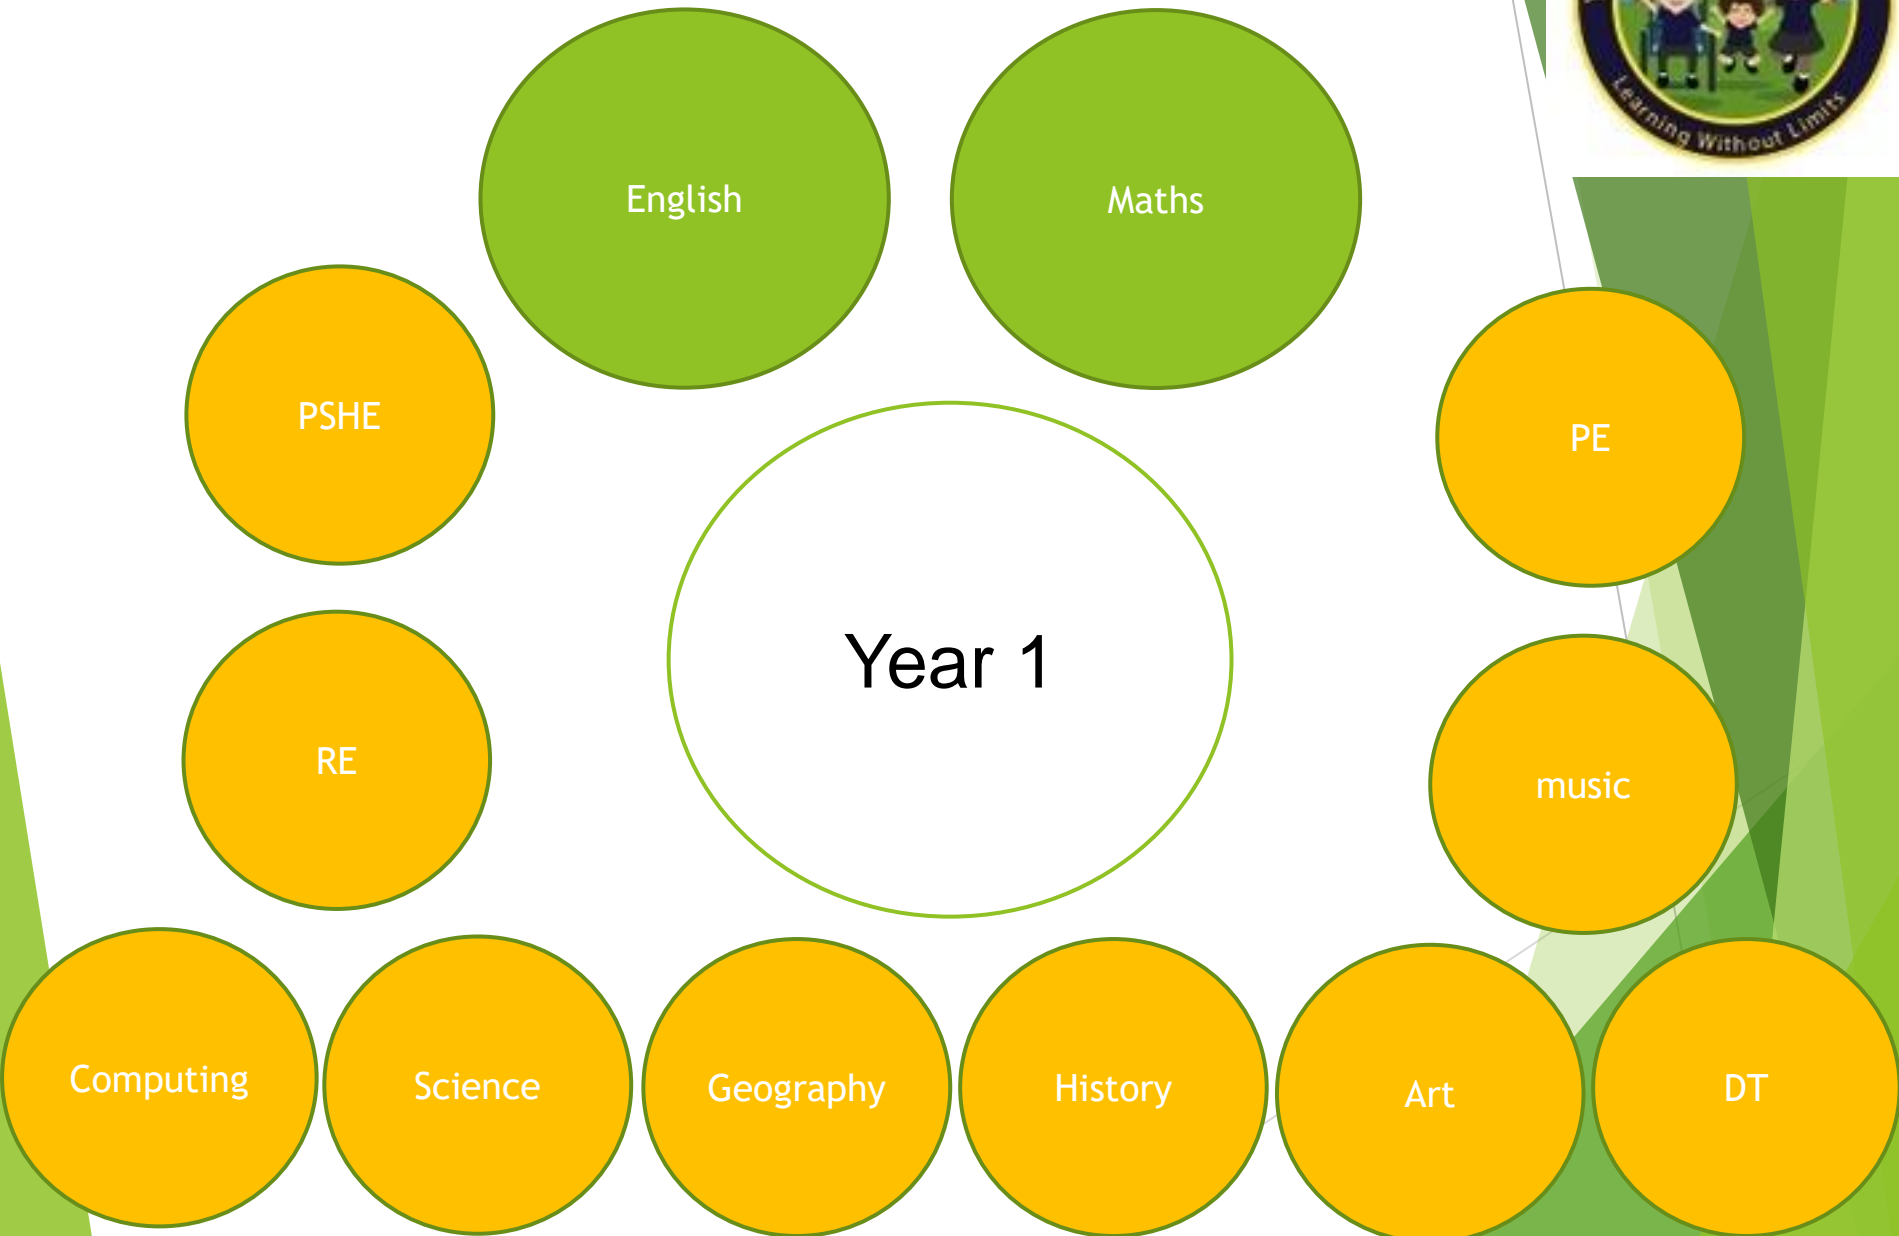 Learning Without Limits
English
Maths
PSHE
PE
Year 1
RE
music
Computing
Science
Geography
History
Art
DT